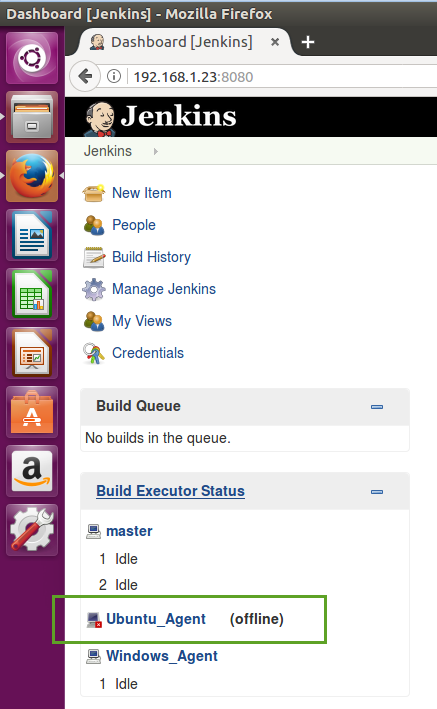 Dashboard [Jenkins] - Mozilla Firefox
Dashboard [Jenkins] × +
192.168.1.23:8080
Jenkins
Jenkins
New Item
People
Build History
Manage Jenkins
My Views
Credentials
Build Queue
No builds in the queue.
Build Executor Status
master
1 Idle
2 Idle
Ubuntu_Agent (offline)
Windows_Agent
1 Idle